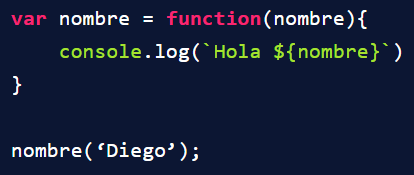 var nombre = function(nombre){
    console.log(`Hola ${nombre}`)
}
nombre(‘Diego’);